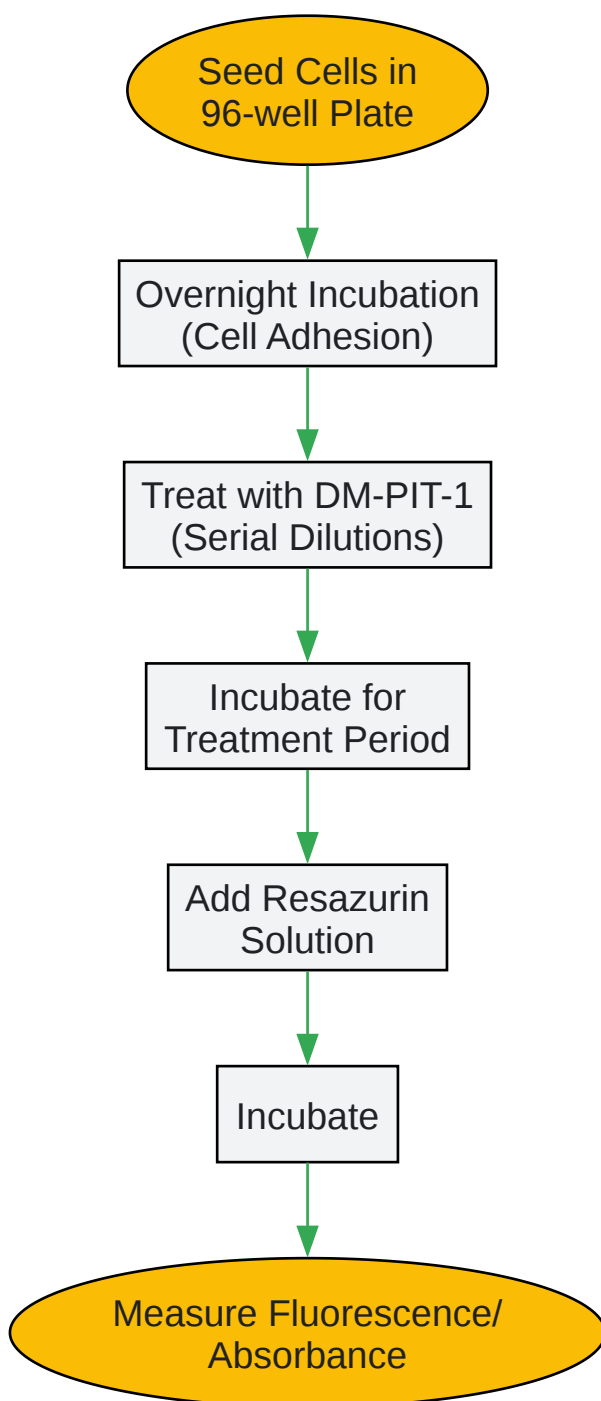 Seed Cells in
96-well Plate
Overnight Incubation
(Cell Adhesion)
Treat with DM-PIT-1
(Serial Dilutions)
Incubate for
Treatment Period
Add Resazurin
Solution
Incubate
Measure Fluorescence/
Absorbance